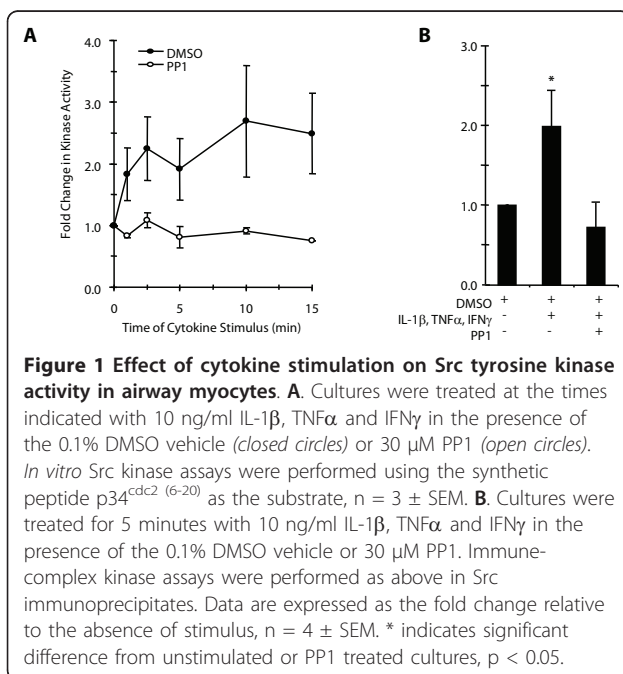 A
4.0
3.0
2.0
1.0
0.0
Fold Change in Kinase Activity
DMSO
PP1
0 5 10 15
Time of Cytokine Stimulus (min)
B
3.0
2.0
1.0
0.0
*
DMSO + + +
IL-1β, TNFα, IFNγ - + +
PP1 - - +
Figure 1 Effect of cytokine stimulation on Src tyrosine kinase
activity in airway myocytes. A. Cultures were treated at the times
indicated with 10 ng/ml IL-1β, TNFα and IFNγ in the presence of
the 0.1% DMSO vehicle (closed circles) or 30 μM PP1 (open circles).
In vitro Src kinase assays were performed using the synthetic
peptide p34cdc2 (6-20) as the substrate, n = 3 ± SEM. B. Cultures were
treated for 5 minutes with 10 ng/ml IL-1β, TNFα and IFNγ in the
presence of the 0.1% DMSO vehicle or 30 μM PP1. Immune-
complex kinase assays were performed as above in Src
immunoprecipitates. Data are expressed as the fold change relative
to the absence of stimulus, n = 4 ± SEM. * indicates significant
difference from unstimulated or PP1 treated cultures, p < 0.05.